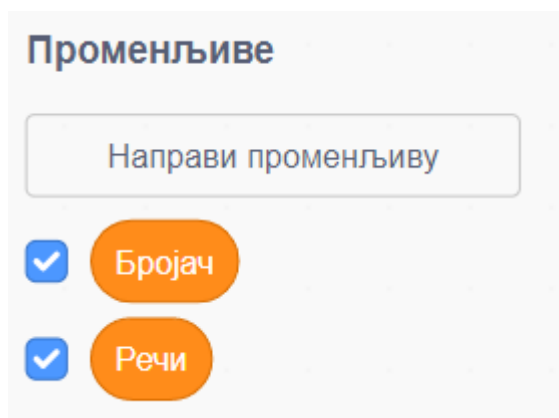 Променљиве
Направи променљиву
Бројач
Речи